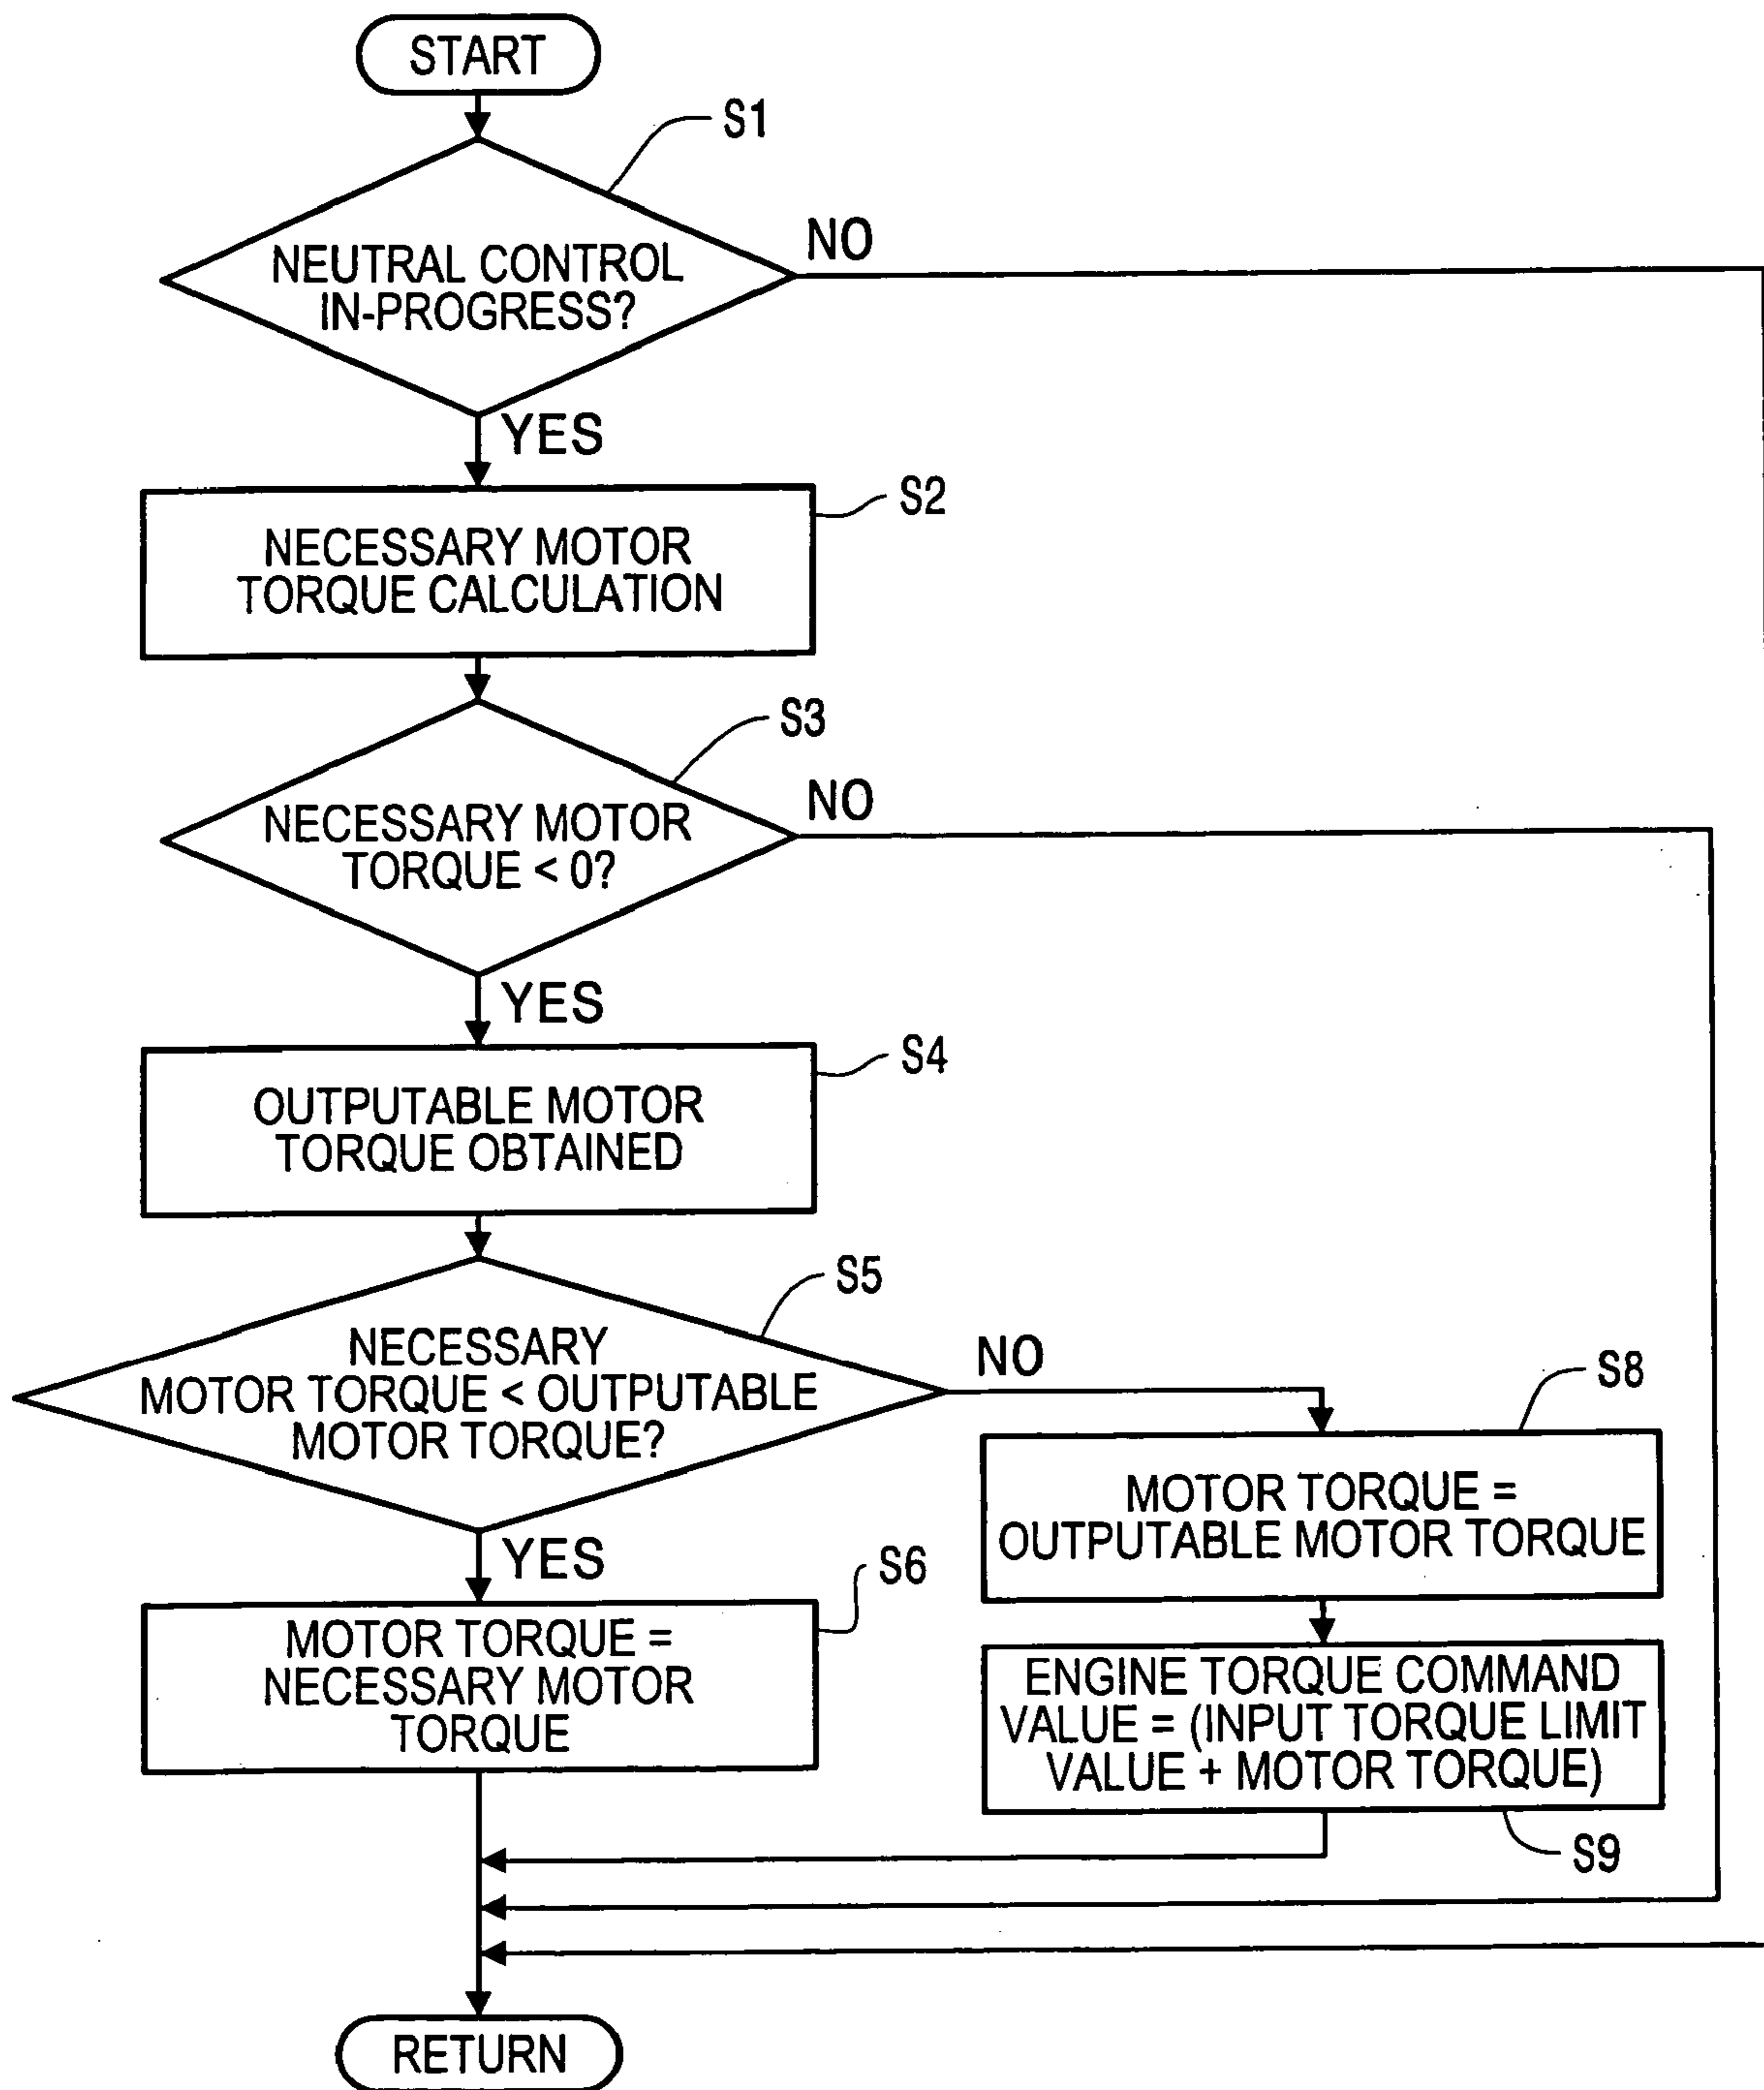 START
S1
NEUTRAL CONTROL
IN-PROGRESS?
NO
YES
S2
NECESSARY MOTOR
TORQUE CALCULATION
S3
NECESSARY MOTOR
TORQUE < 0?
NO
YES
S4
OUTPUTABLE MOTOR
TORQUE OBTAINED
S5
NECESSARY
MOTOR TORQUE < OUTPUTABLE
MOTOR TORQUE?
NO
YES
S8
MOTOR TORQUE =
OUTPUTABLE MOTOR TORQUE
S6
MOTOR TORQUE =
NECESSARY MOTOR
TORQUE
ENGINE TORQUE COMMAND
VALUE = (INPUT TORQUE LIMIT
VALUE + MOTOR TORQUE)
S9
RETURN